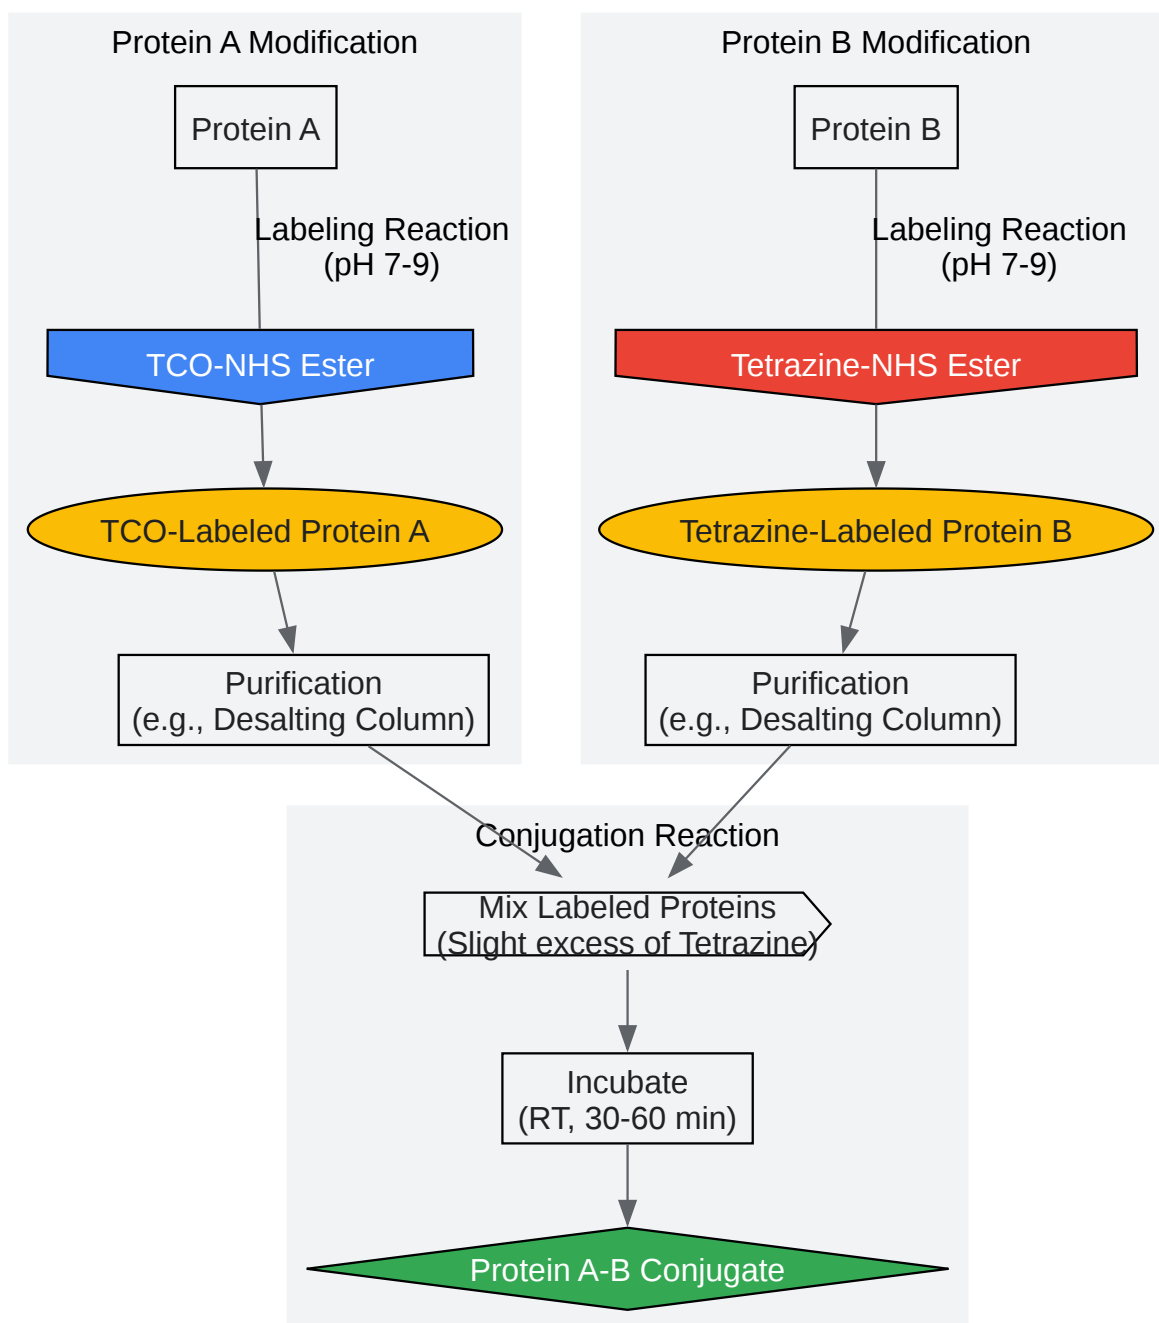 Protein A Modification
Protein A
Labeling Reaction
(pH 7-9)
TCO-NHS Ester
TCO-Labeled Protein A
Purification
(e.g., Desalting Column)
Protein B Modification
Protein B
Labeling Reaction
(pH 7-9)
Tetrazine-NHS Ester
Tetrazine-Labeled Protein B
Purification
(e.g., Desalting Column)
Conjugation Reaction
Mix Labeled Proteins
(Slight excess of Tetrazine)
Incubate
(RT, 30-60 min)
Protein A-B Conjugate